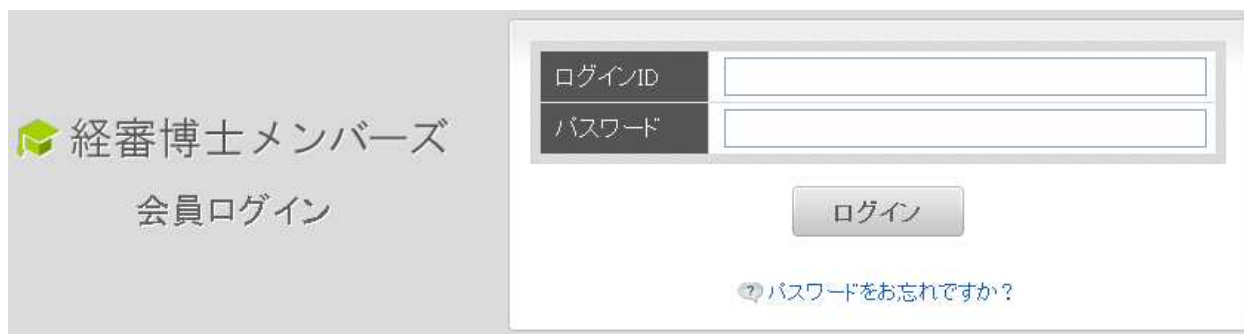 経審博士メンバーズ
会員ログイン
ログインID
パスワード
ログイン
パスワードをお忘れですか？